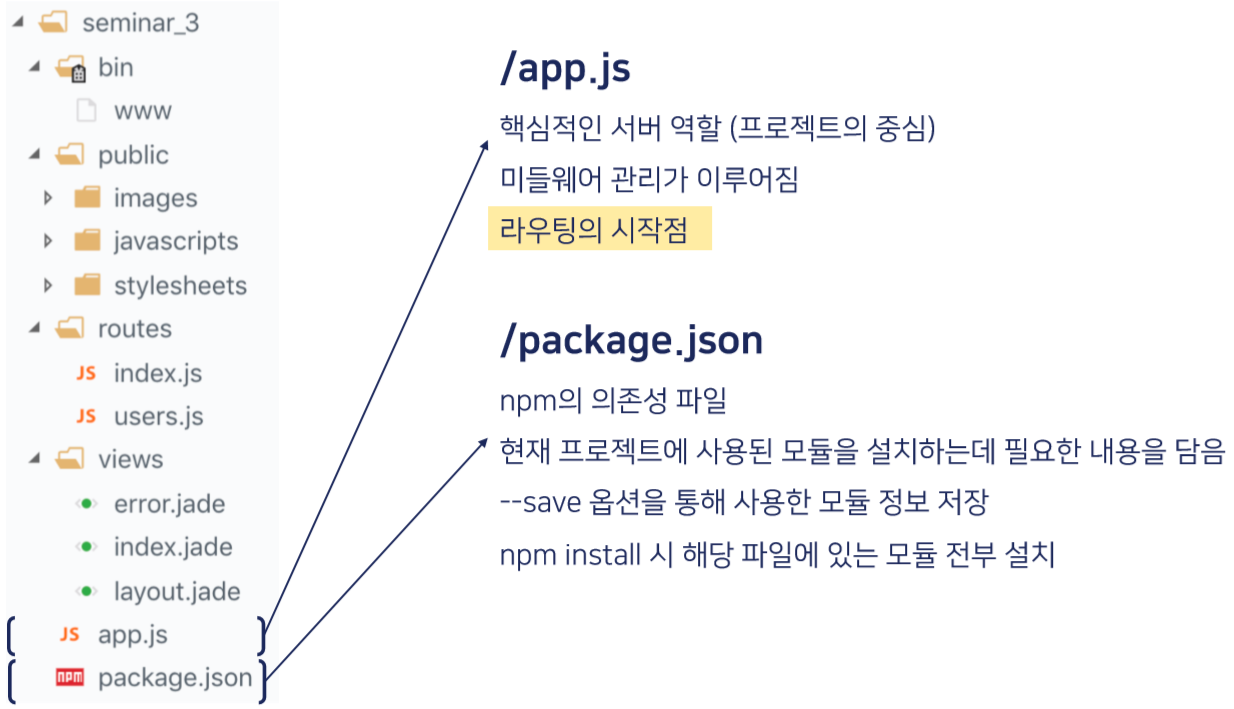 seminar_3
bin
www
public
images
javascripts
stylesheets
routes
JS index.js
JS users.js
views
error.jade
index.jade
layout.jade
JS app.js
npm package.json
/app.js
핵심적인 서버 역할 (프로젝트의 중심)
미들웨어 관리가 이루어짐
라우팅의 시작점
/package.json
npm의 의존성 파일
현재 프로젝트에 사용된 모듈을 설치하는데 필요한 내용을 담음
--save 옵션을 통해 사용한 모듈 정보 저장
npm install 시 해당 파일에 있는 모듈 전부 설치